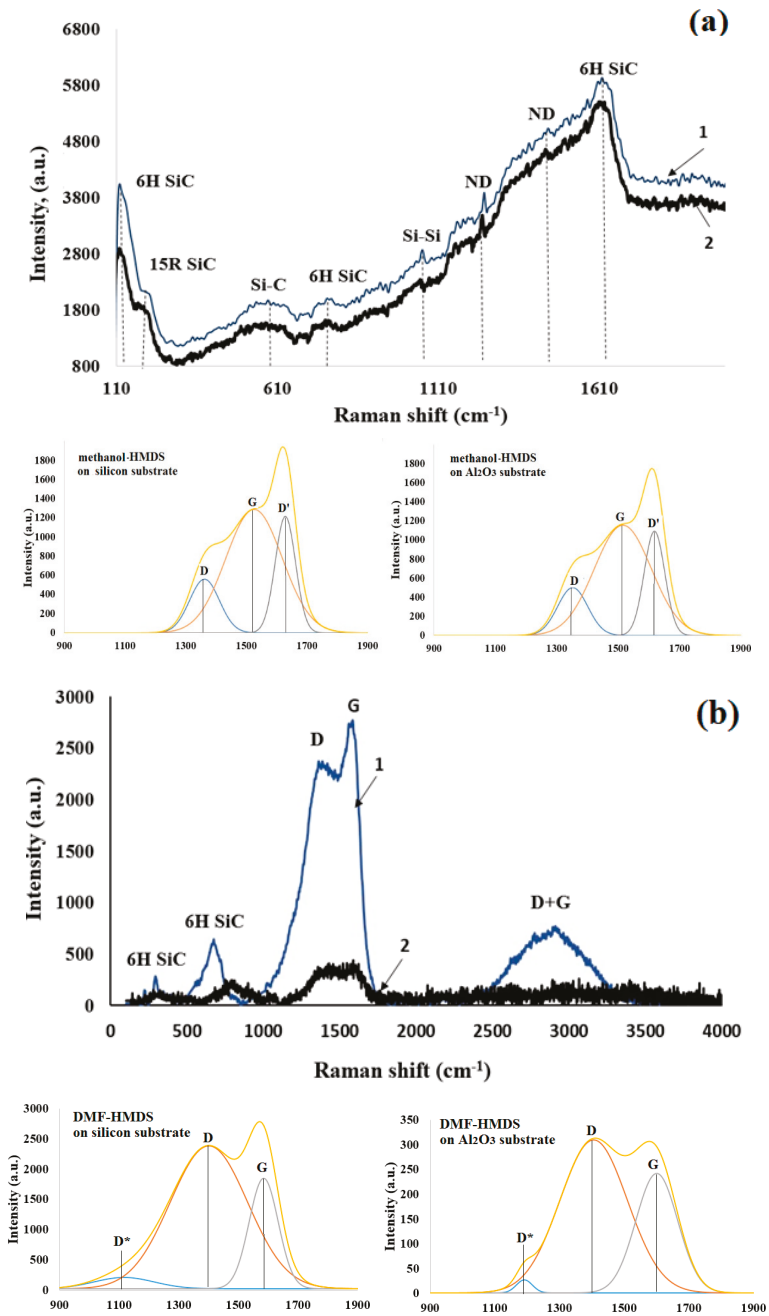 (a)
6800
5800
4800
3800
2800
1800
800
Intensity, (a.u.)
6H SiC
15R SiC
Si-C
6H SiC
Si-Si
ND
ND
6H SiC
1
2
110
610
1110
1610
Raman shift (cm-1)
methanol-HMDS
on silicon substrate
1800
1600
1400
1200
1000
800
600
400
200
0
Intensity (a.u.)
D
G
D'
900
1100
1300
1500
1700
1900
methanol-HMDS
on Al2O3 substrate
1800
1600
1400
1200
1000
800
600
400
200
0
Intensity (a.u.)
D
G
D'
900
1100
1300
1500
1700
1900
(b)
3000
2500
2000
1500
1000
500
0
Intensity (a.u.)
6H SiC
6H SiC
D
G
1
2
D+G
0
500
1000
1500
2000
2500
3000
3500
4000
Raman shift (cm-1)
DMF-HMDS
on silicon substrate
3000
2500
2000
1500
1000
500
0
Intensity (a.u.)
D*
D
G
900
1100
1300
1500
1700
1900
DMF-HMDS
on Al2O3 substrate
350
300
250
200
150
100
50
0
Intensity (a.u.)
D*
D
G
900
1100
1300
1500
1700
1900